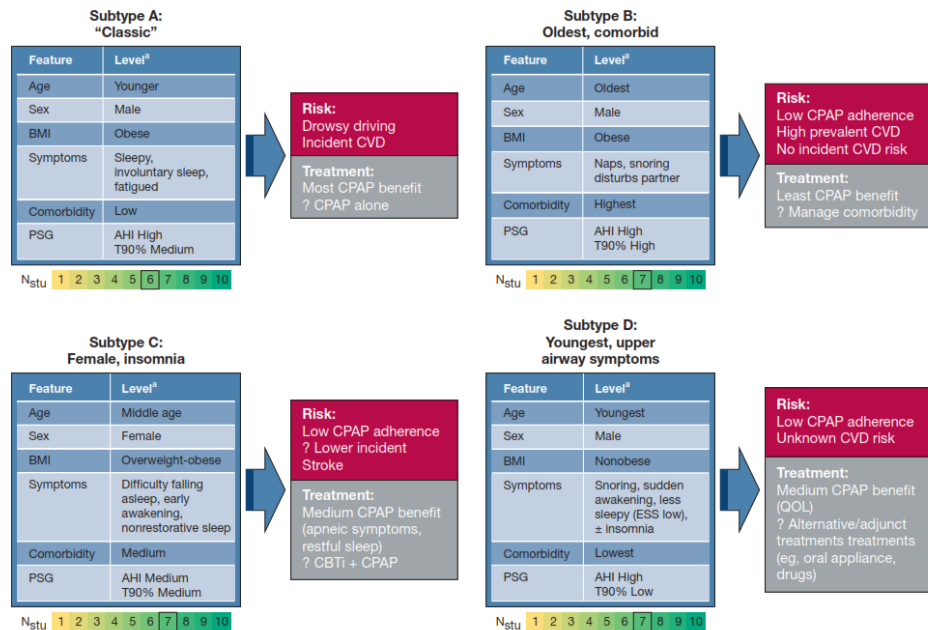 Subtype A:
"Classic"
Feature Levelᵃ
Age Younger
Sex Male
BMI Obese
Symptoms Sleepy,
involuntary sleep,
fatigued
Comorbidity Low
PSG AHI High
T90% Medium
Risk:
Drowsy driving
Incident CVD
Treatment:
Most CPAP benefit
? CPAP alone
Nstu 1 2 3 4 5 6 7 8 9 10
Subtype B:
Oldest, comorbid
Feature Levelᵃ
Age Oldest
Sex Male
BMI Obese
Symptoms Naps, snoring
disturbs partner
Comorbidity Highest
PSG AHI High
T90% High
Risk:
Low CPAP adherence
High prevalent CVD
No incident CVD risk
Treatment:
Least CPAP benefit
? Manage comorbidity
Nstu 1 2 3 4 5 6 7 8 9 10
Subtype C:
Female, insomnia
Feature Levelᵃ
Age Middle age
Sex Female
BMI Overweight-obese
Symptoms Difficulty falling
asleep, early
awakening,
nonrestorative sleep
Comorbidity Medium
PSG AHI Medium
T90% Medium
Risk:
Low CPAP adherence
? Lower incident
Stroke
Treatment:
Medium CPAP benefit
(apneic symptoms,
restful sleep)
? CBTi + CPAP
Nstu 1 2 3 4 5 6 7 8 9 10
Subtype D:
Youngest, upper
airway symptoms
Feature Levelᵃ
Age Youngest
Sex Male
BMI Nonobese
Symptoms Snoring, sudden
awakening, less
sleepy (ESS low),
± insomnia
Comorbidity Lowest
PSG AHI High
T90% Low
Risk:
Low CPAP adherence
Unknown CVD risk
Treatment:
Medium CPAP benefit
(QOL)
? Alternative/adjunct
treatments treatments
(eg, oral appliance,
drugs)
Nstu 1 2 3 4 5 6 7 8 9 10